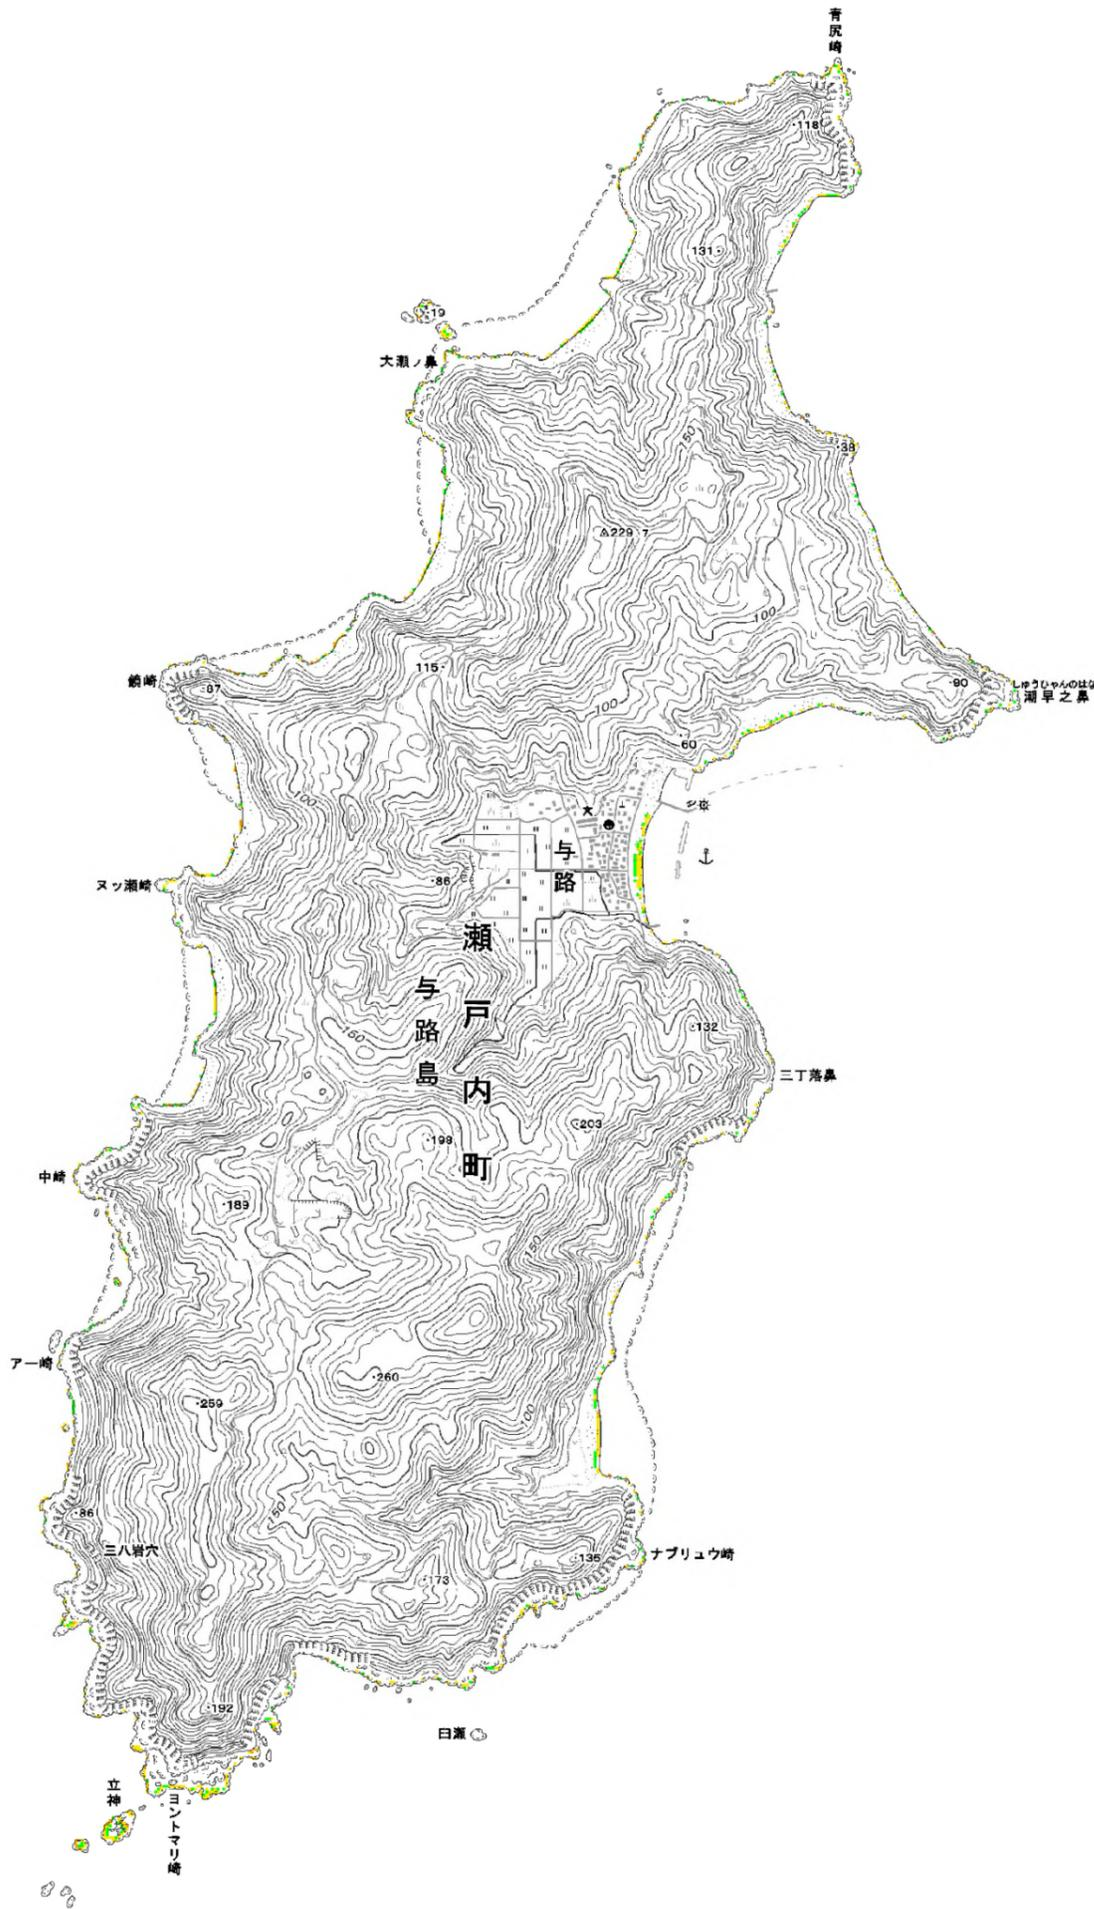 青尻崎
118
131
19
大瀬ノ鼻
150
38
229.7
100
115
鵃崎
87
90
しゅうひゃんのはな
潮早之鼻
100
60
100
与路
86
ヌッ瀬崎
瀬戸内町
与路島
150
132
三丁落鼻
203
198
中崎
189
150
アー崎
260
259
100
150
86
三八岩穴
135
ナブリュウ崎
173
192
臼瀬
立神
ヨントマリ崎